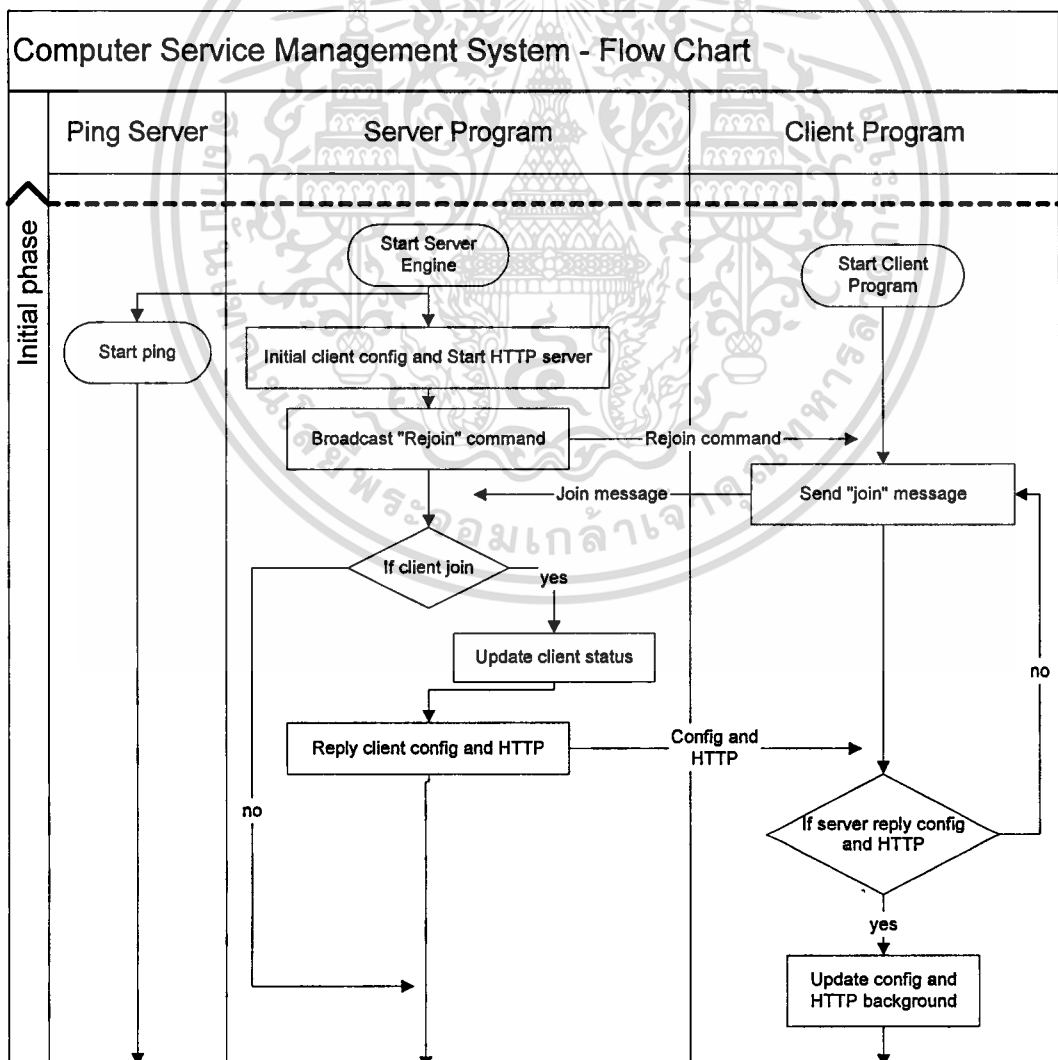 Computer Service Management System - Flow Chart
Ping Server
Server Program
Client Program
Initial phase
Start Server
Engine
Start Client
Program
Start ping
Initial client config and Start HTTP server
Broadcast "Rejoin" command
Rejoin command
Join message
Send "join" message
If client join
yes
no
Update client status
Reply client config and HTTP
Config and
HTTP
no
If server reply config
and HTTP
yes
Update config and
HTTP background